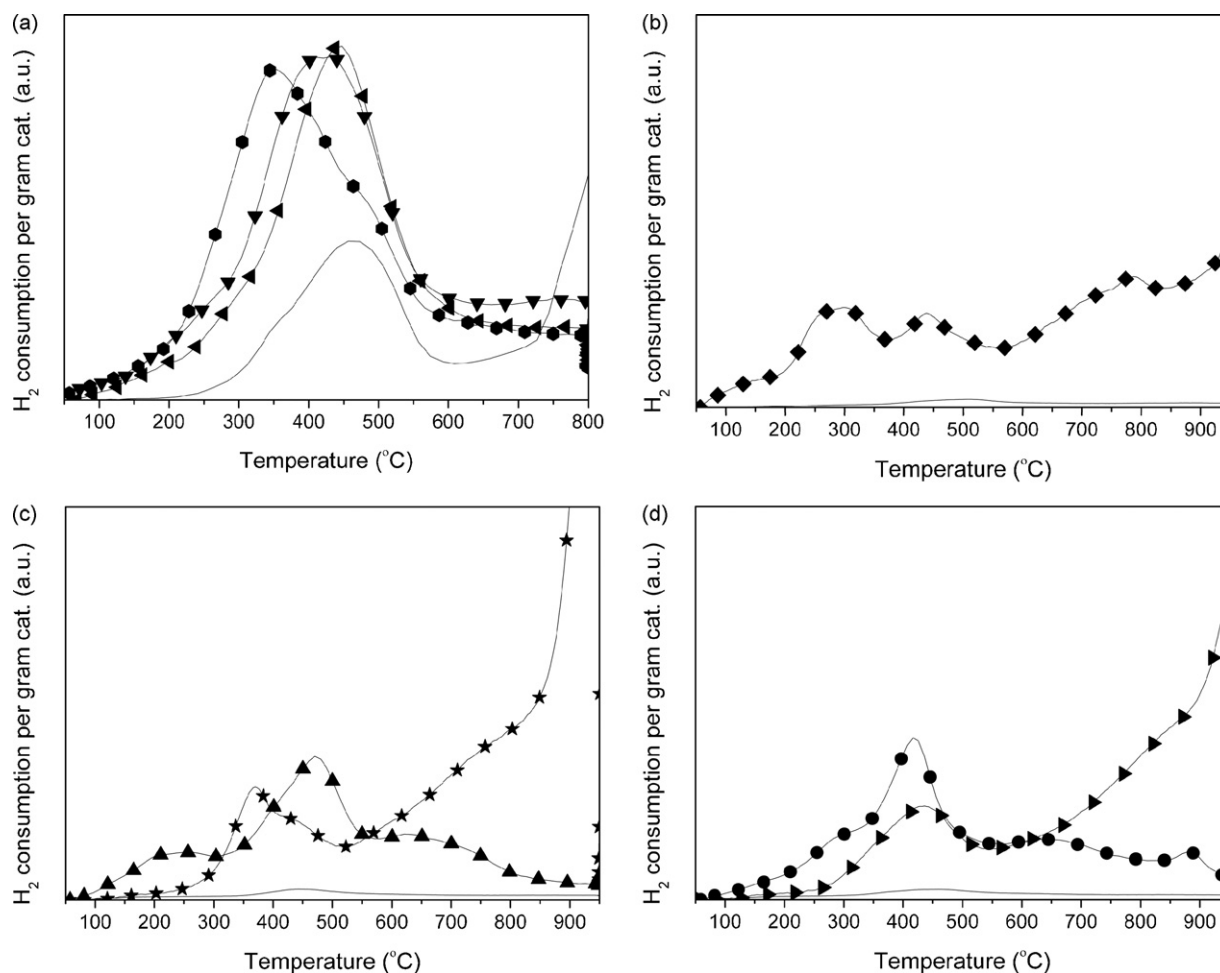 (a)
H2 consumption per gram cat. (a.u.)
100 200 300 400 500 600 700 800
Temperature (°C)
(b)
H2 consumption per gram cat. (a.u.)
100 200 300 400 500 600 700 800 900
Temperature (°C)
(c)
H2 consumption per gram cat. (a.u.)
100 200 300 400 500 600 700 800 900
Temperature (°C)
(d)
H2 consumption per gram cat. (a.u.)
100 200 300 400 500 600 700 800 900
Temperature (°C)